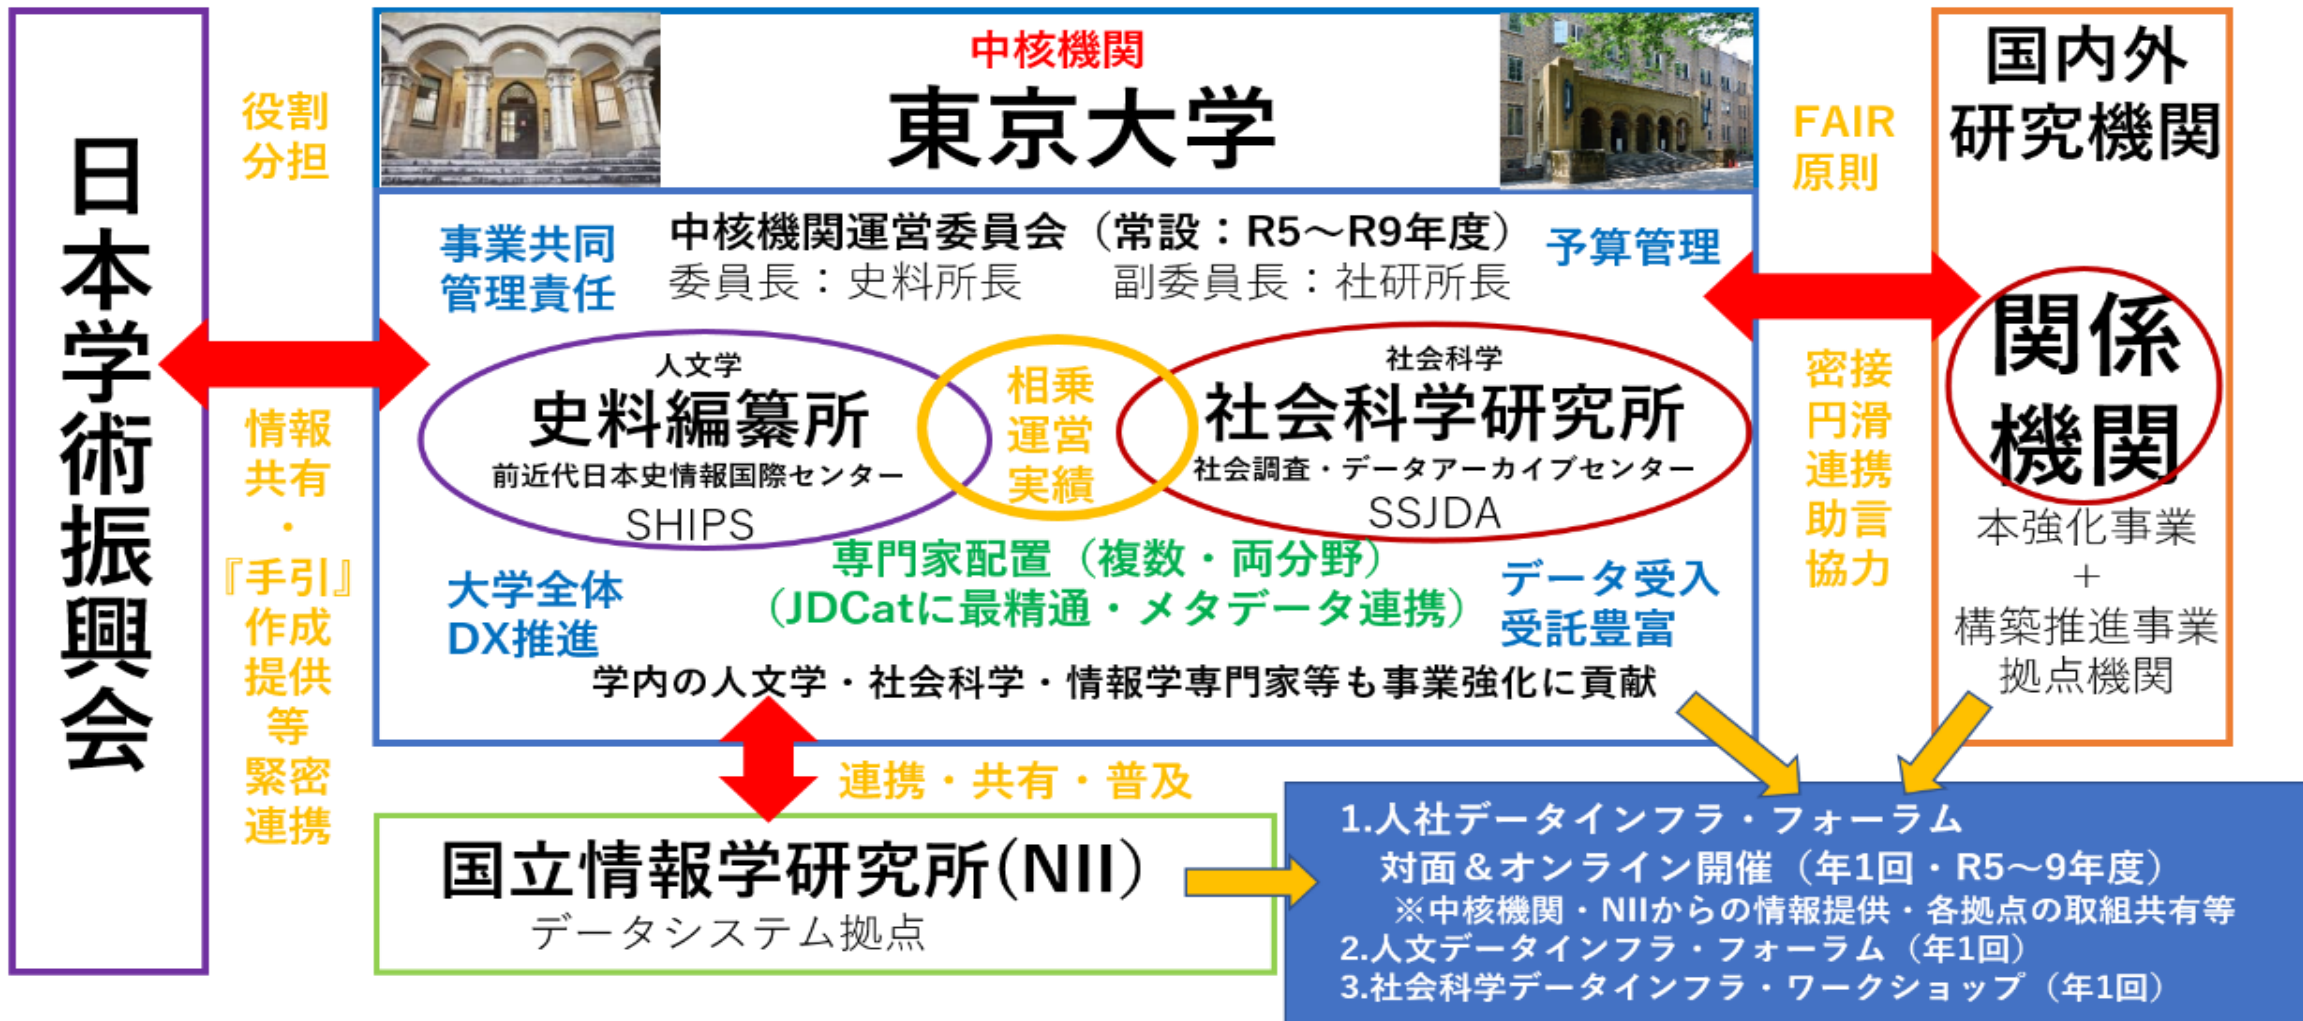 日本学術振興会
役割
分担
情報
共有
・
『手引』
作成
提供
等
緊密
連携
中核機関
東京大学
事業共同
管理責任
中核機関運営委員会（常設：R5～R9年度）
委員長：史料所長　　副委員長：社研所長
予算管理
人文学
史料編纂所
前近代日本史情報国際センター
SHIPS
相乗
運営
実績
社会科学
社会科学研究所
社会調査・データアーカイブセンター
SSJDA
大学全体
DX推進
専門家配置（複数・両分野）
（JDCatに最精通・メタデータ連携）
データ受入
受託豊富
学内の人文学・社会科学・情報学専門家等も事業強化に貢献
FAIR
原則
密接
円滑
連携
助言
協力
国内外
研究機関
関係
機関
本強化事業
＋
構築推進事業
拠点機関
連携・共有・普及
国立情報学研究所(NII）
データシステム拠点
1.人社データインフラ・フォーラム
対面＆オンライン開催（年1回・R5～9年度）
※中核機関・NIIからの情報提供・各拠点の取組共有等
2.人文データインフラ・フォーラム（年1回）
3.社会科学データインフラ・ワークショップ（年1回）